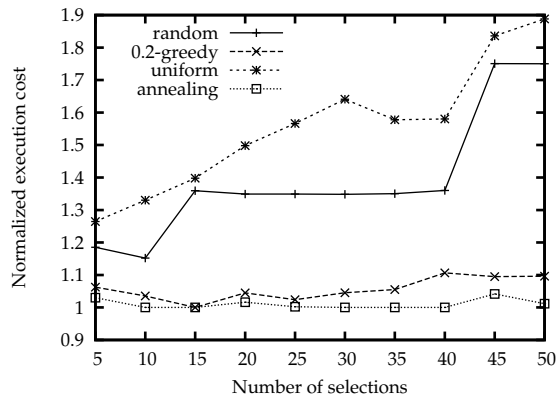 1.9
1.8
1.7
1.6
1.5
1.4
1.3
1.2
1.1
1
0.9
Normalized execution cost
random
0.2-greedy
uniform
annealing
5 10 15 20 25 30 35 40 45 50
Number of selections